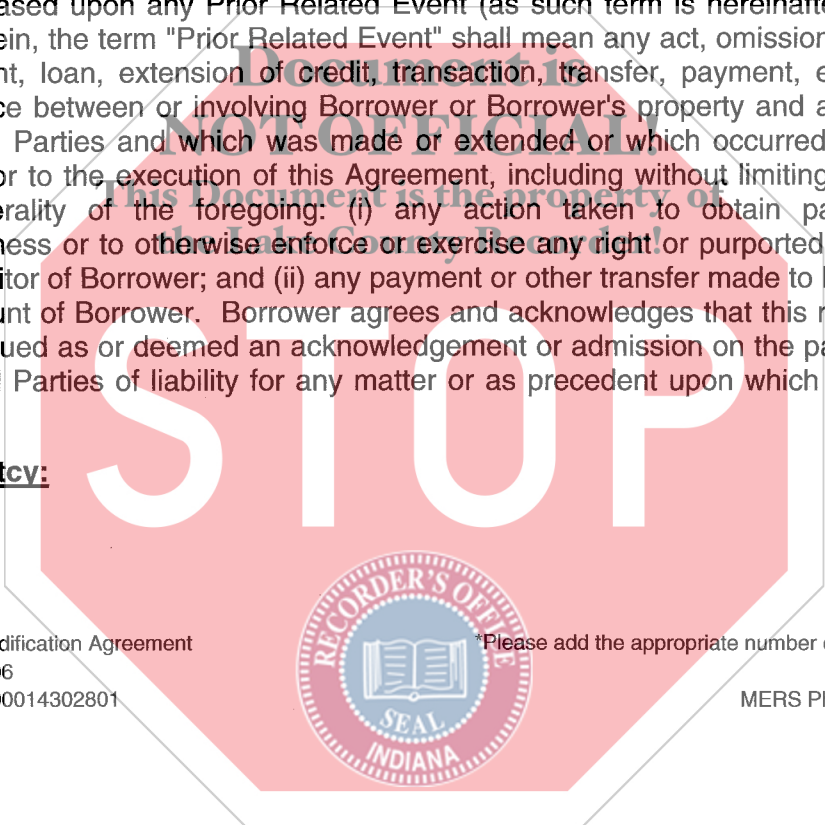 ased upon any Prior Related Event (as such term is hereinafte
ein, the term "Prior Related Event" shall mean any act, omission
nt, loan, extension of credit, transaction, transfer, payment, e
ce between or involving Borrower or Borrower's property and a
Parties and which was made or extended or which occurred
or to the execution of this Agreement, including without limiting
erality of the foregoing: (i) any action taken to obtain pa
ness or to otherwise enforce or exercise any right or purported
itor of Borrower; and (ii) any payment or other transfer made to
unt of Borrower. Borrower agrees and acknowledges that this r
ued as or deemed an acknowledgement or admission on the pa
Parties of liability for any matter or as precedent upon which
Document is
NOT OFFICIAL!
This Document is the property of
the Lake County Recorder!
STOP
tcy:
RECORDER'S OFFICE
SEAL
INDIANA
dification Agreement
*Please add the appropriate number
06
00014302801
MERS P